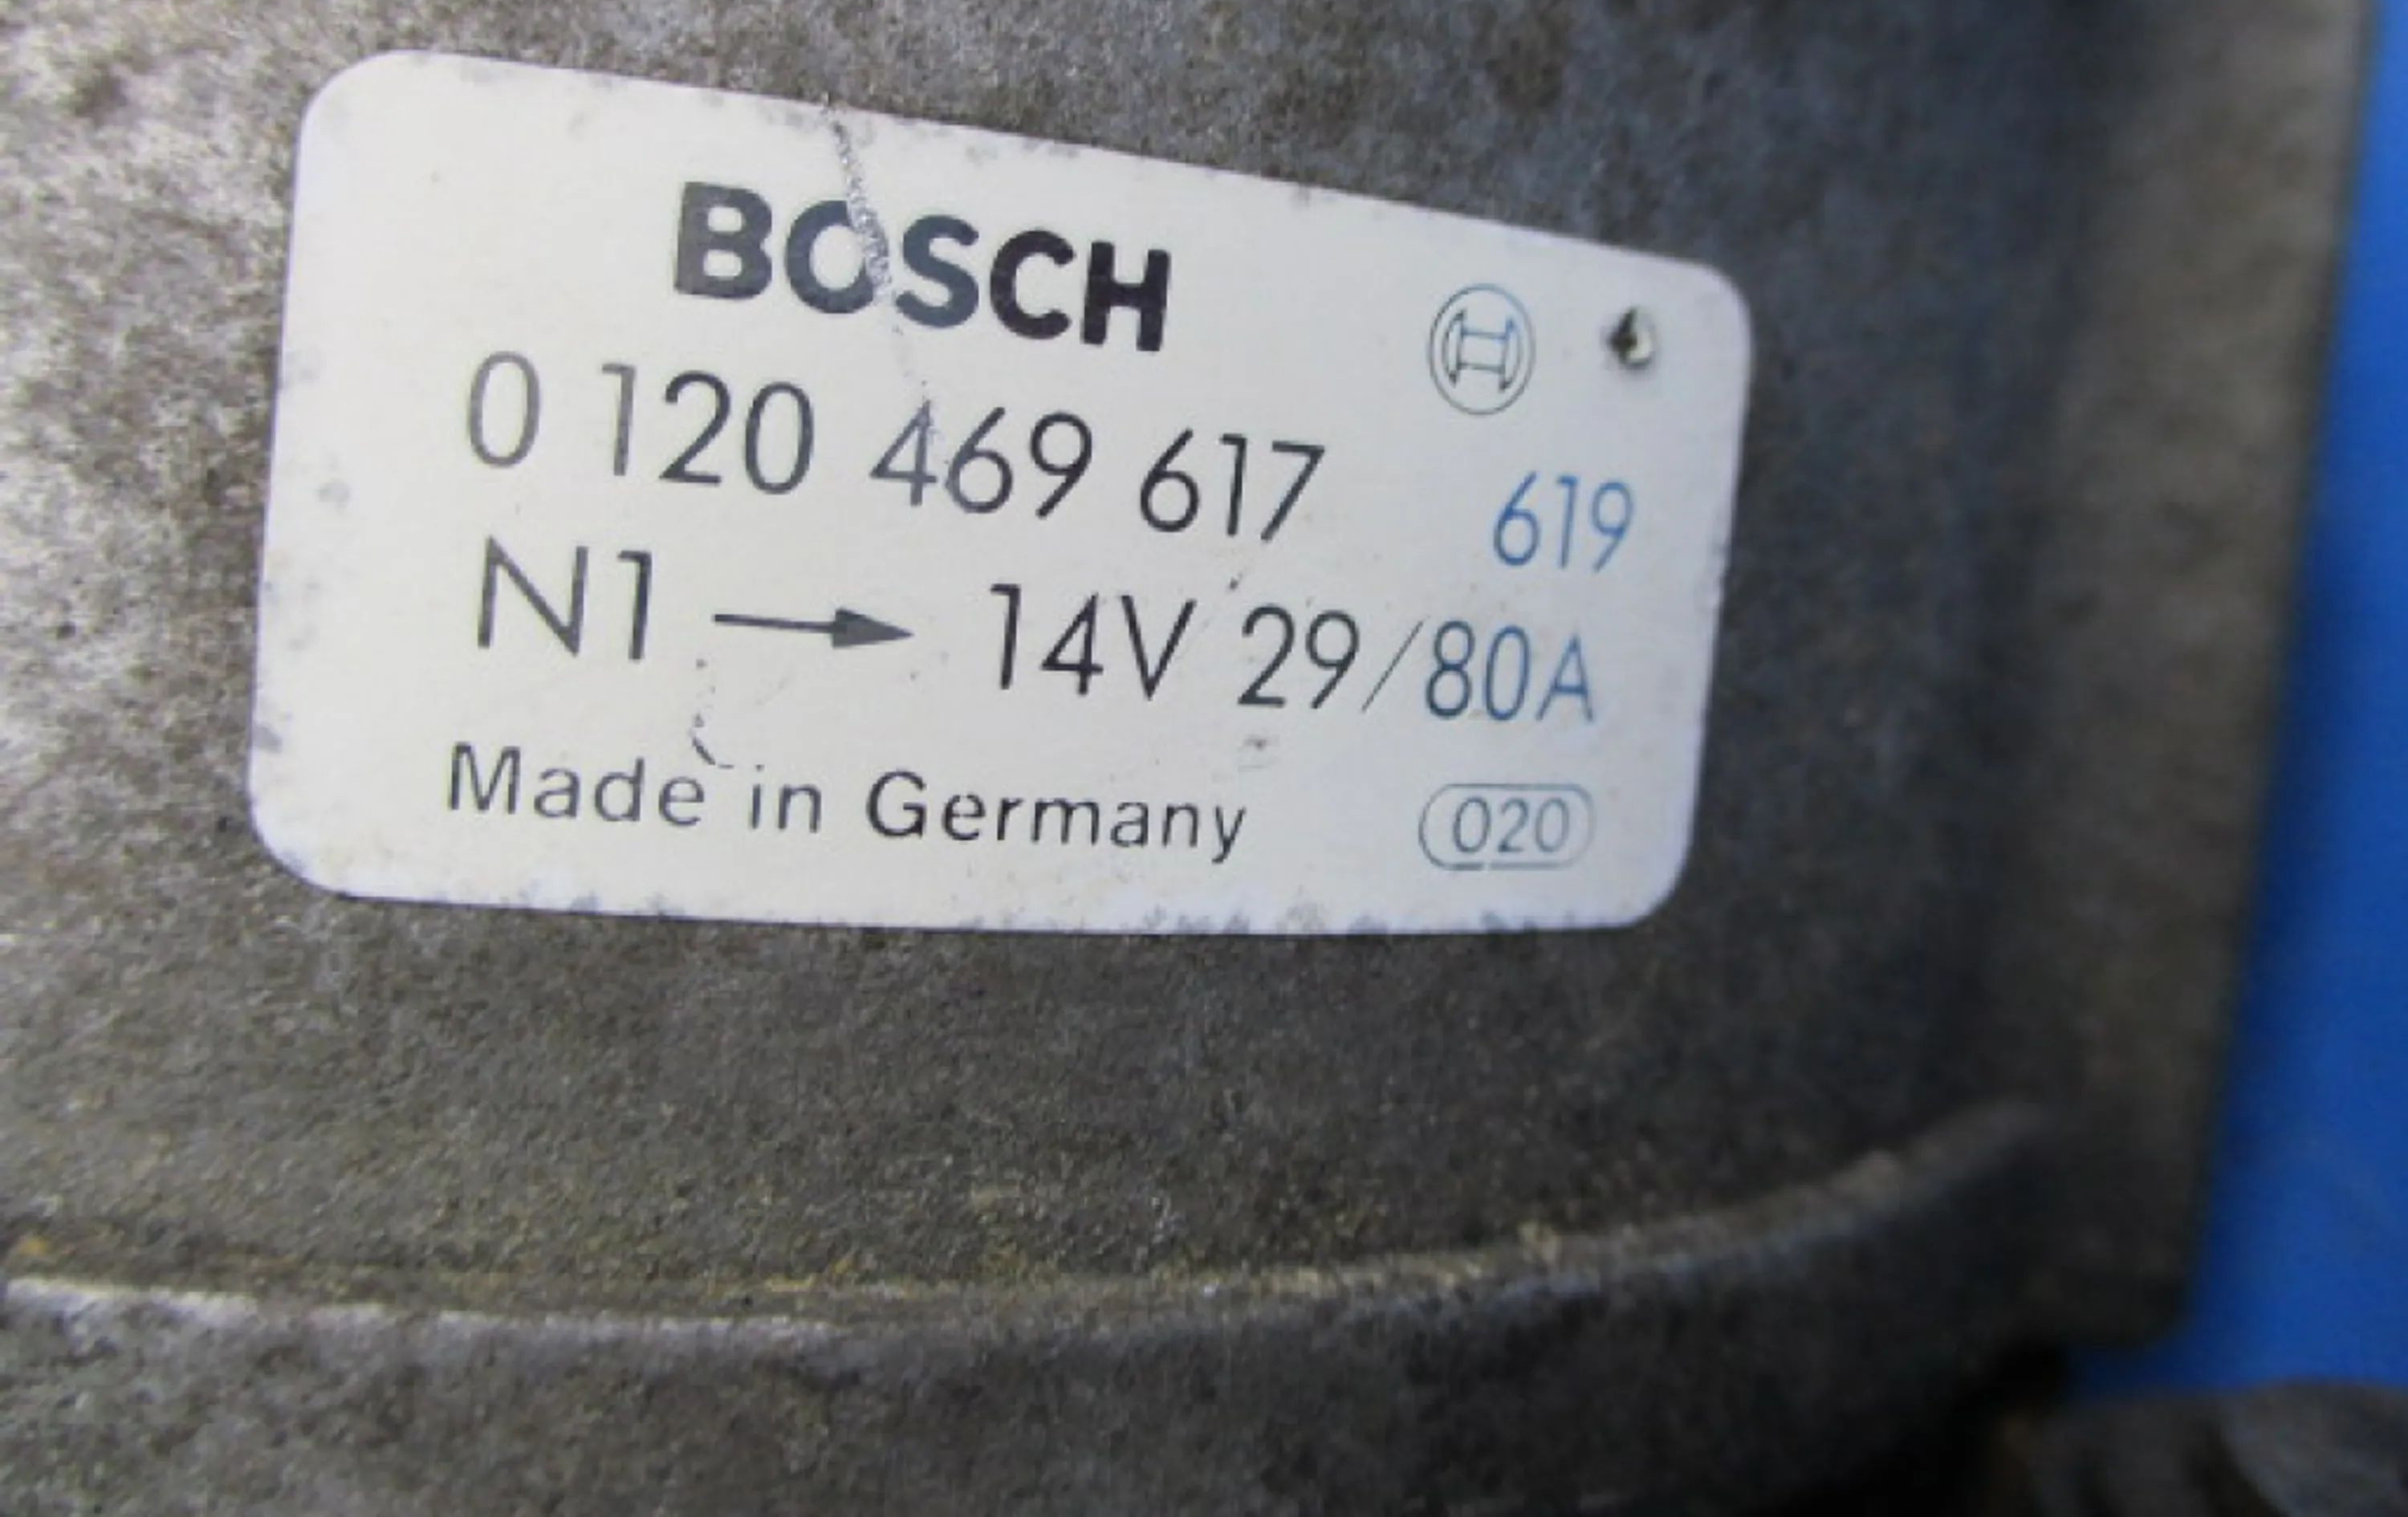 BOSCH
0 120 469 617 619
N1 → 14V 29/80A
Made in Germany 020